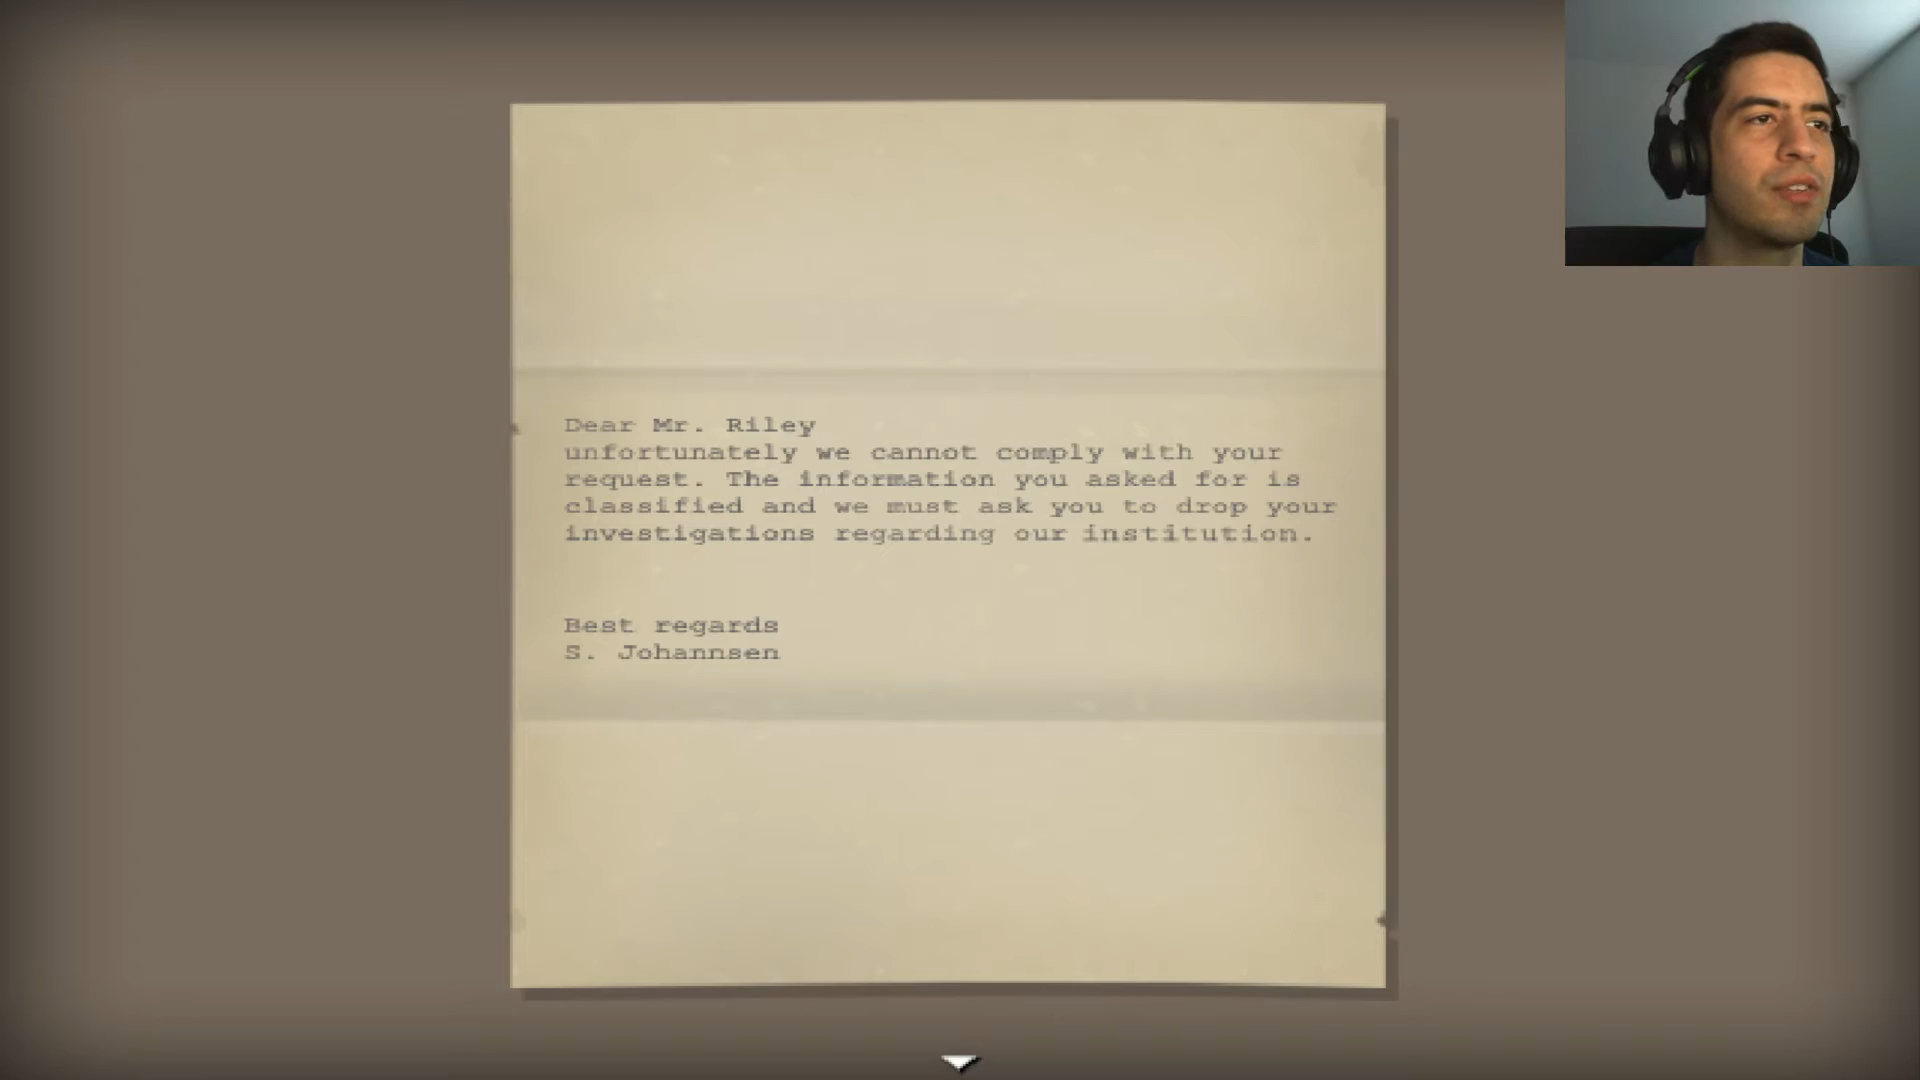 Dear Mr. Riley
unfortunately we cannot comply with your
request. The information you asked for is
classified and we must ask you to drop your
investigations regarding our institution.
Best regards
S. Johannsen